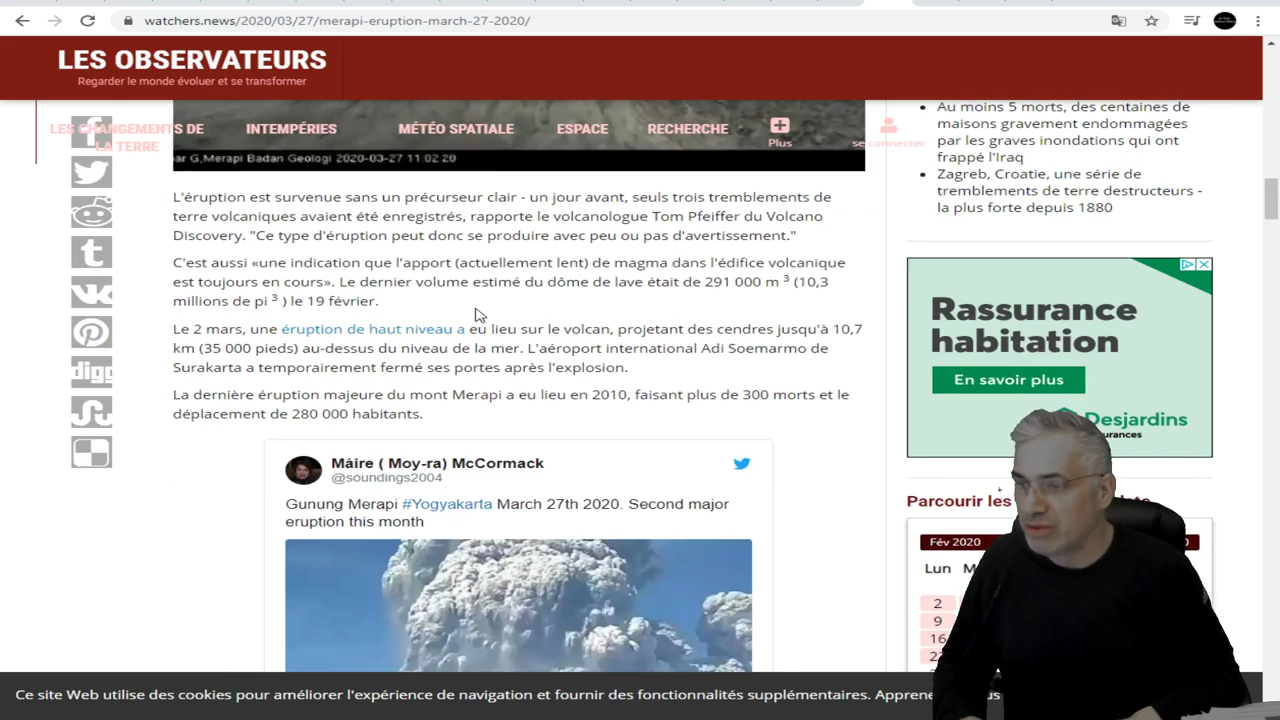 watchers.news/2020/03/27/merapi-eruption-march-27-2020/
LES OBSERVATEURS
Regarder le monde évoluer et se transformer
LES CHANGEMENTS DE
LA TERRE
INTEMPÉRIES
MÉTÉO SPATIALE
ESPACE
RECHERCHE
Plus
se connecter
G,Merapi Badan Geologi 2020-03-27 11:02:20
L'éruption est survenue sans un précurseur clair - un jour avant, seuls trois tremblements de
terre volcaniques avaient été enregistrés, rapporte le volcanologue Tom Pfeiffer du Volcano
Discovery. "Ce type d'éruption peut donc se produire avec peu ou pas d'avertissement."
C'est aussi «une indication que l'apport (actuellement lent) de magma dans l'édifice volcanique
est toujours en cours». Le dernier volume estimé du dôme de lave était de 291 000 m 3 (10,3
millions de pi 3 ) le 19 février.
Le 2 mars, une éruption de haut niveau a eu lieu sur le volcan, projetant des cendres jusqu'à 10,7
km (35 000 pieds) au-dessus du niveau de la mer. L'aéroport international Adi Soemarmo de
Surakarta a temporairement fermé ses portes après l'explosion.
La dernière éruption majeure du mont Merapi a eu lieu en 2010, faisant plus de 300 morts et le
déplacement de 280 000 habitants.
Máire ( Moy-ra) McCormack
@soundings2004
Gunung Merapi #Yogyakarta March 27th 2020. Second major
eruption this month
digg
Au moins 5 morts, des centaines de
maisons gravement endommagées
par les graves inondations qui ont
frappé l'Iraq
Zagreb, Croatie, une série de
tremblements de terre destructeurs -
la plus forte depuis 1880
Rassurance
habitation
En savoir plus
Desjardins
Parcourir les
Fév 2020
Lun
2
9
16
Ce site Web utilise des cookies pour améliorer l'expérience de navigation et fournir des fonctionnalités supplémentaires.